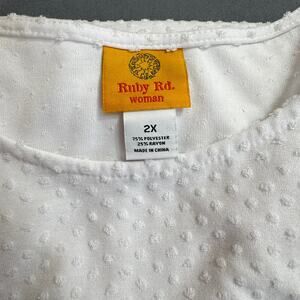 Ruby Rd.
woman
2X
75% POLYESTER
25% RAYON
MADE IN CHINA